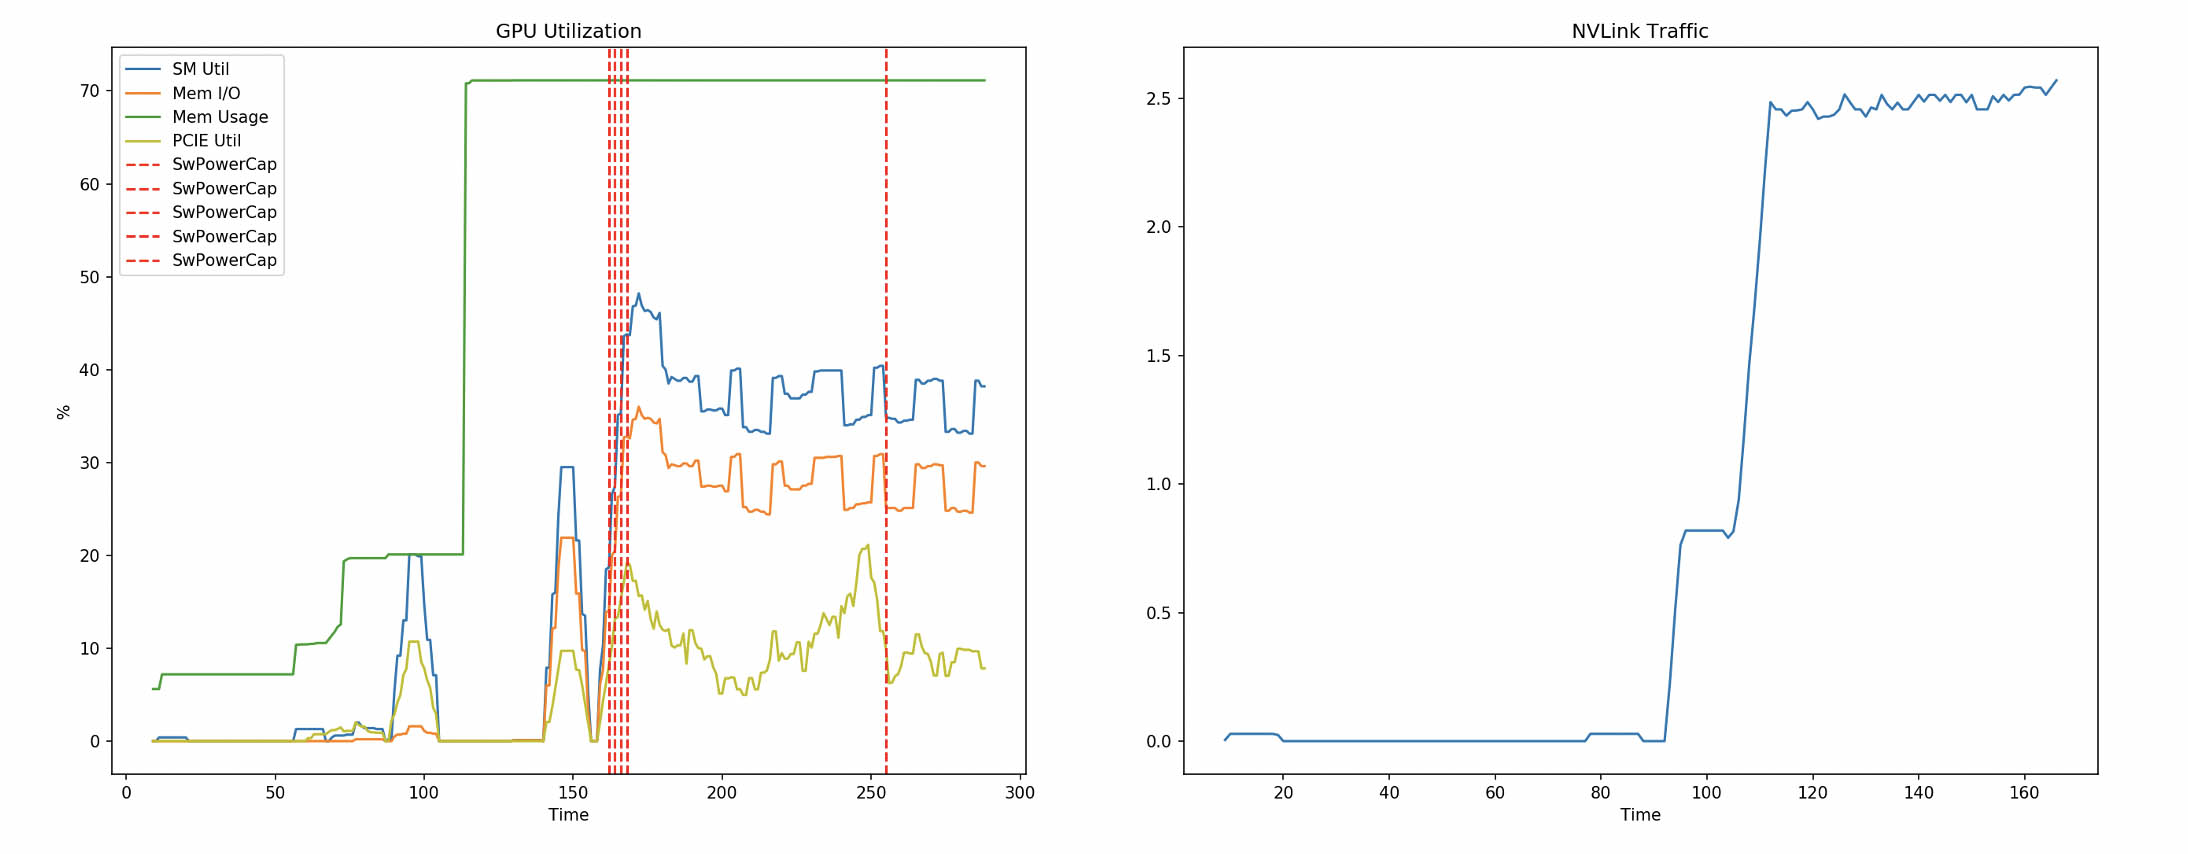 GPU Utilization
SM Util
Mem I/O
Mem Usage
PCIE Util
SwPowerCap
SwPowerCap
SwPowerCap
SwPowerCap
SwPowerCap
70
60
50
40
30
20
10
0
%
0 50 100 150 200 250 300
Time
NVLink Traffic
2.5
2.0
1.5
1.0
0.5
0.0
20 40 60 80 100 120 140 160
Time